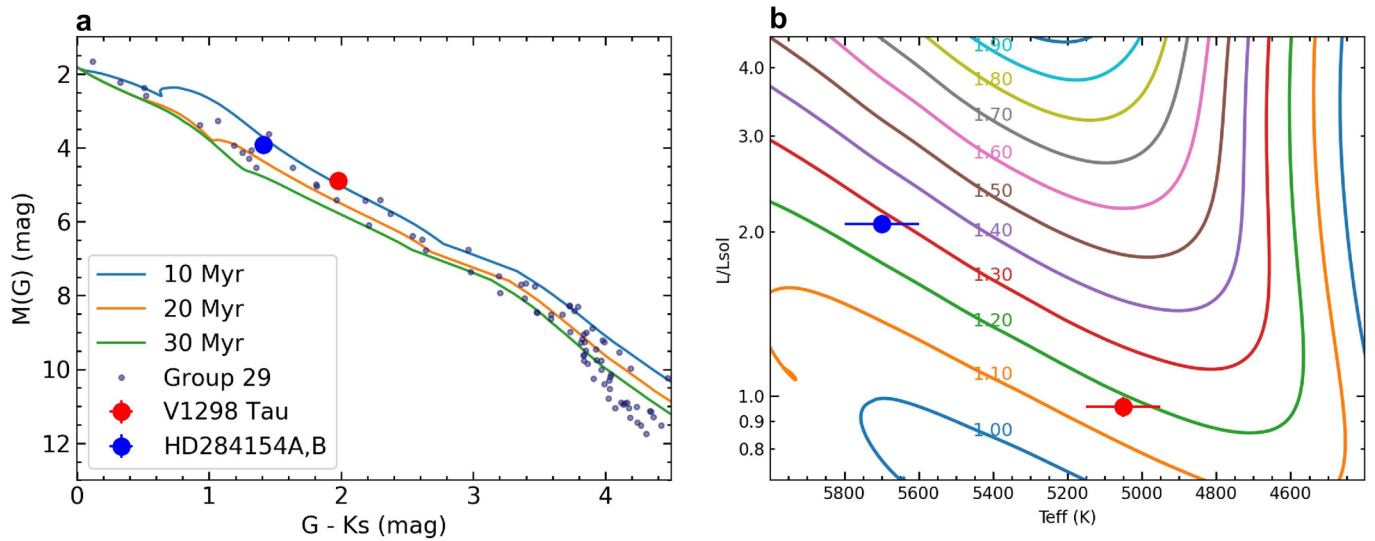 a
2
4
6
8
10
12
M(G) (mag)
10 Myr
20 Myr
30 Myr
Group 29
V1298 Tau
HD284154A,B
0
1
2
3
4
G - Ks (mag)
b
4.0
3.0
2.0
1.0
0.9
0.8
L/Lsol
1.90
1.80
1.70
1.60
1.50
1.40
1.30
1.20
1.10
1.00
5800
5600
5400
5200
5000
4800
4600
Teff (K)